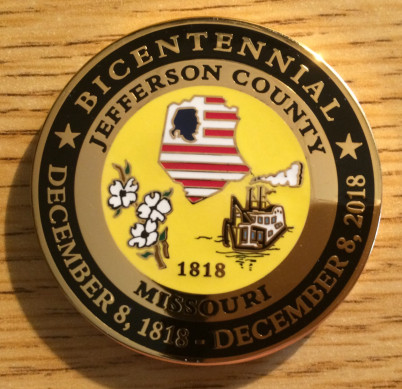 BICENTENNIAL
JEFFERSON COUNTY
1818
MISSOURI
DECEMBER 8, 1818 - DECEMBER 8, 2018